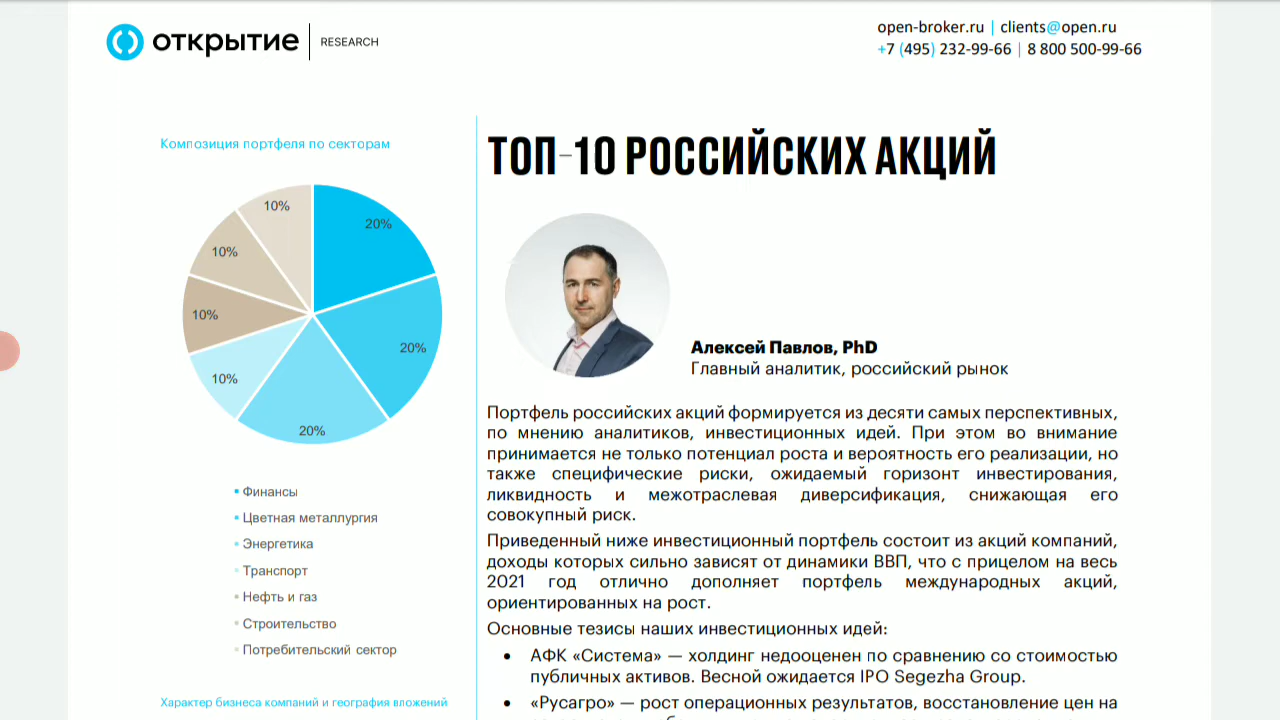 открытие
RESEARCH
open-broker.ru | clients@open.ru
+7 (495) 232-99-66 | 8 800 500-99-66
Композиция портфеля по секторам
10%
20%
10%
10%
20%
10%
20%
Финансы
Цветная металлургия
Энергетика
Транспорт
Нефть и газ
Строительство
Потребительский сектор
Характер бизнеса компаний и география вложений
ТОП-10 РОССИЙСКИХ АКЦИЙ
Алексей Павлов, PhD
Главный аналитик, российский рынок
Портфель российских акций формируется из десяти самых перспективных,
по мнению аналитиков, инвестиционных идей. При этом во внимание
принимается не только потенциал роста и вероятность его реализации, но
также специфические риски, ожидаемый горизонт инвестирования,
ликвидность и межотраслевая диверсификация, снижающая его
совокупный риск.
Приведенный ниже инвестиционный портфель состоит из акций компаний,
доходы которых сильно зависят от динамики ВВП, что с прицелом на весь
2021 год отлично дополняет портфель международных акций,
ориентированных на рост.
Основные тезисы наших инвестиционных идей:
• АФК «Система» — холдинг недооценен по сравнению со стоимостью
публичных активов. Весной ожидается IPO Segezha Group.
• «Русагро» — рост операционных результатов, восстановление цен на